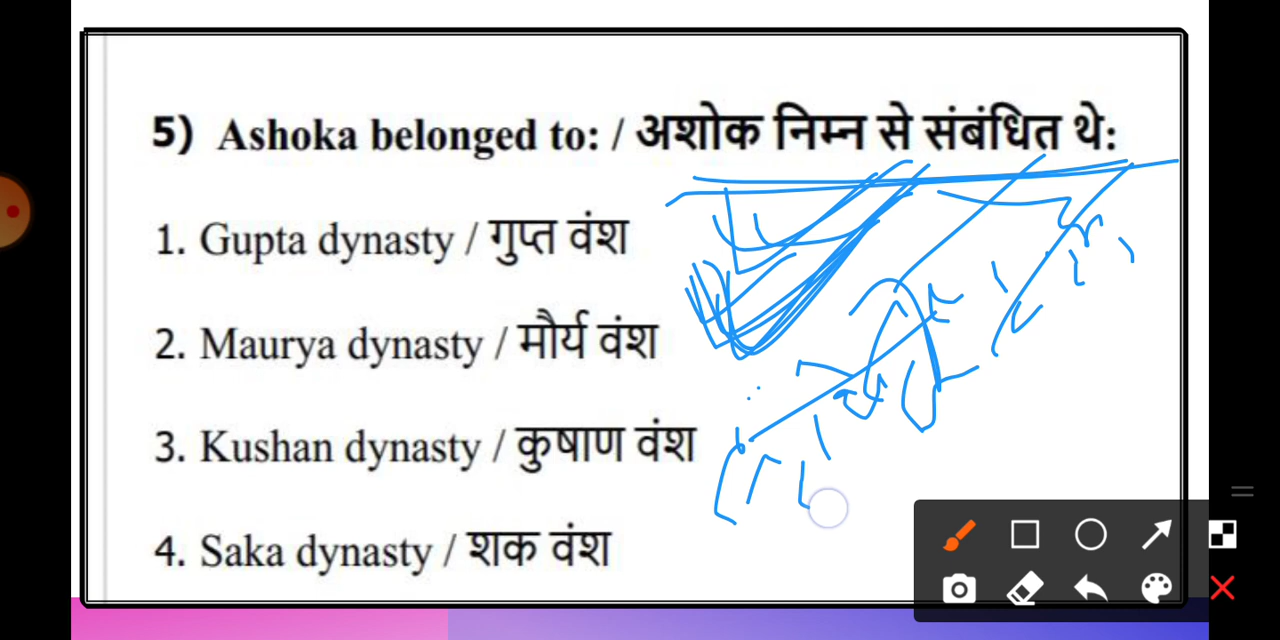 5) Ashoka belonged to: / अशोक निम्न से संबंधित थे:
1. Gupta dynasty / गुप्त वंश
2. Maurya dynasty / मौर्य वंश
3. Kushan dynasty / कुषाण वंश
4. Saka dynasty / शक वंश